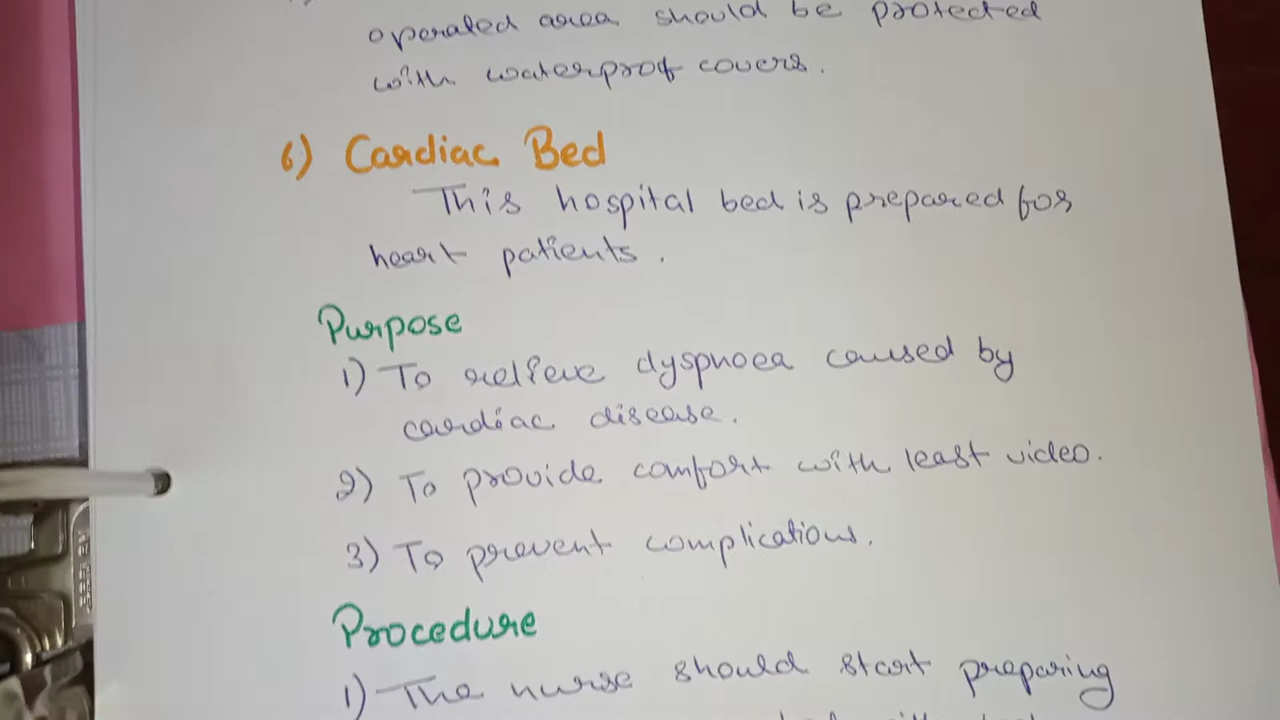 operated area should be protected
with waterproof covers.
6) Cardiac Bed
This hospital bed is prepared for
heart patients.
Purpose
1) To relieve dyspnoea caused by
cardiac disease.
2) To provide comfort with least video.
3) To prevent complications.
Procedure
1) The nurse should start preparing